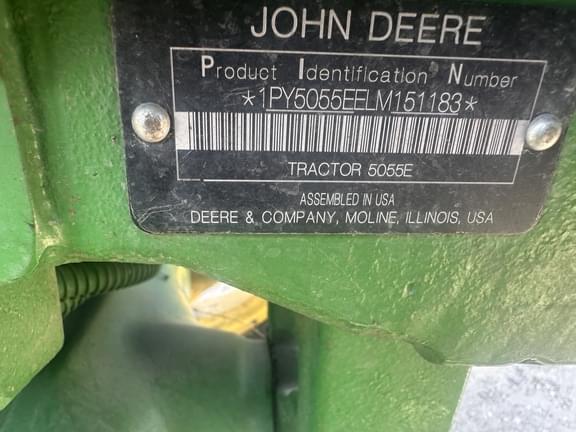 JOHN DEERE
Product Identification Number
*1PY5055EELM151183*
TRACTOR 5055E
ASSEMBLED IN USA
DEERE & COMPANY, MOLINE, ILLINOIS, USA